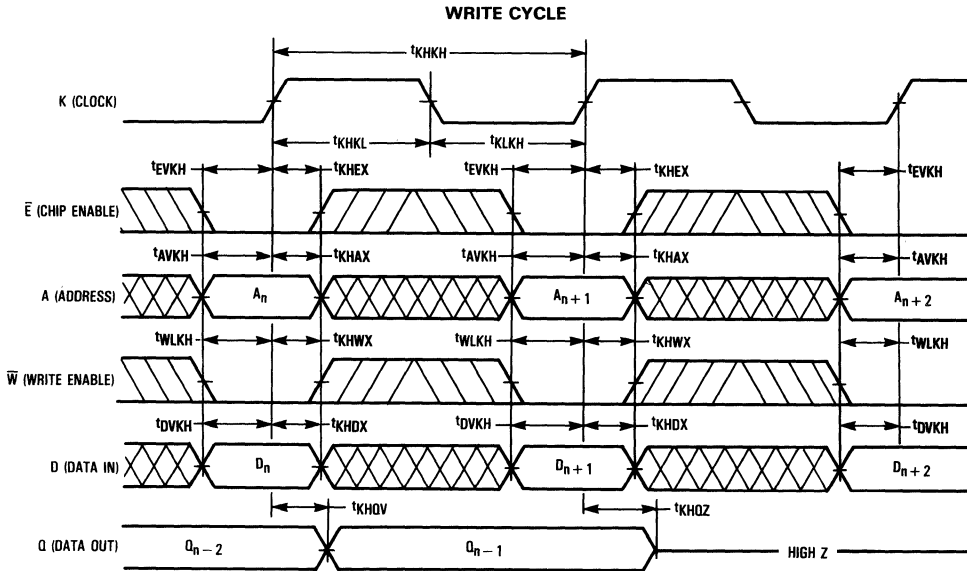 WRITE CYCLE
tKHKH
K (CLOCK)
tKHKL tKLKH
tEVKH tKHEX tEVKH tKHEX tEVKH
E̅ (CHIP ENABLE)
tAVKH tKHAX tAVKH tKHAX tAVKH
A (ADDRESS) An An + 1 An + 2
tWLKH tKHWX tWLKH tKHWX tWLKH
W̅ (WRITE ENABLE)
tDVKH tKHDX tDVKH tKHDX tDVKH
D (DATA IN) Dn Dn + 1 Dn + 2
tKHQV tKHQZ
Q (DATA OUT) Qn – 2 Qn – 1 HIGH Z